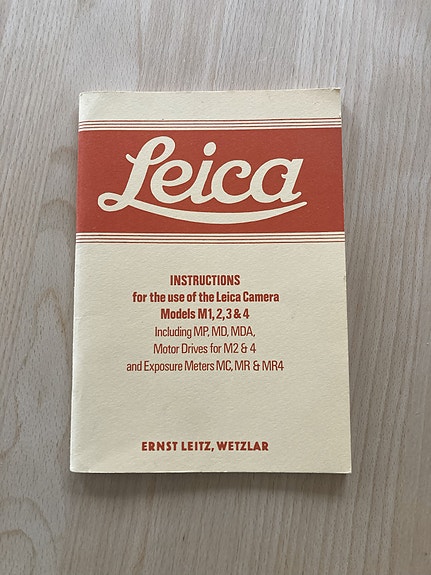 Leica
INSTRUCTIONS
for the use of the Leica Camera
Models M1, 2, 3 & 4
Including MP, MD, MDA,
Motor Drives for M2 & 4
and Exposure Meters MC, MR & MR4
ERNST LEITZ, WETZLAR